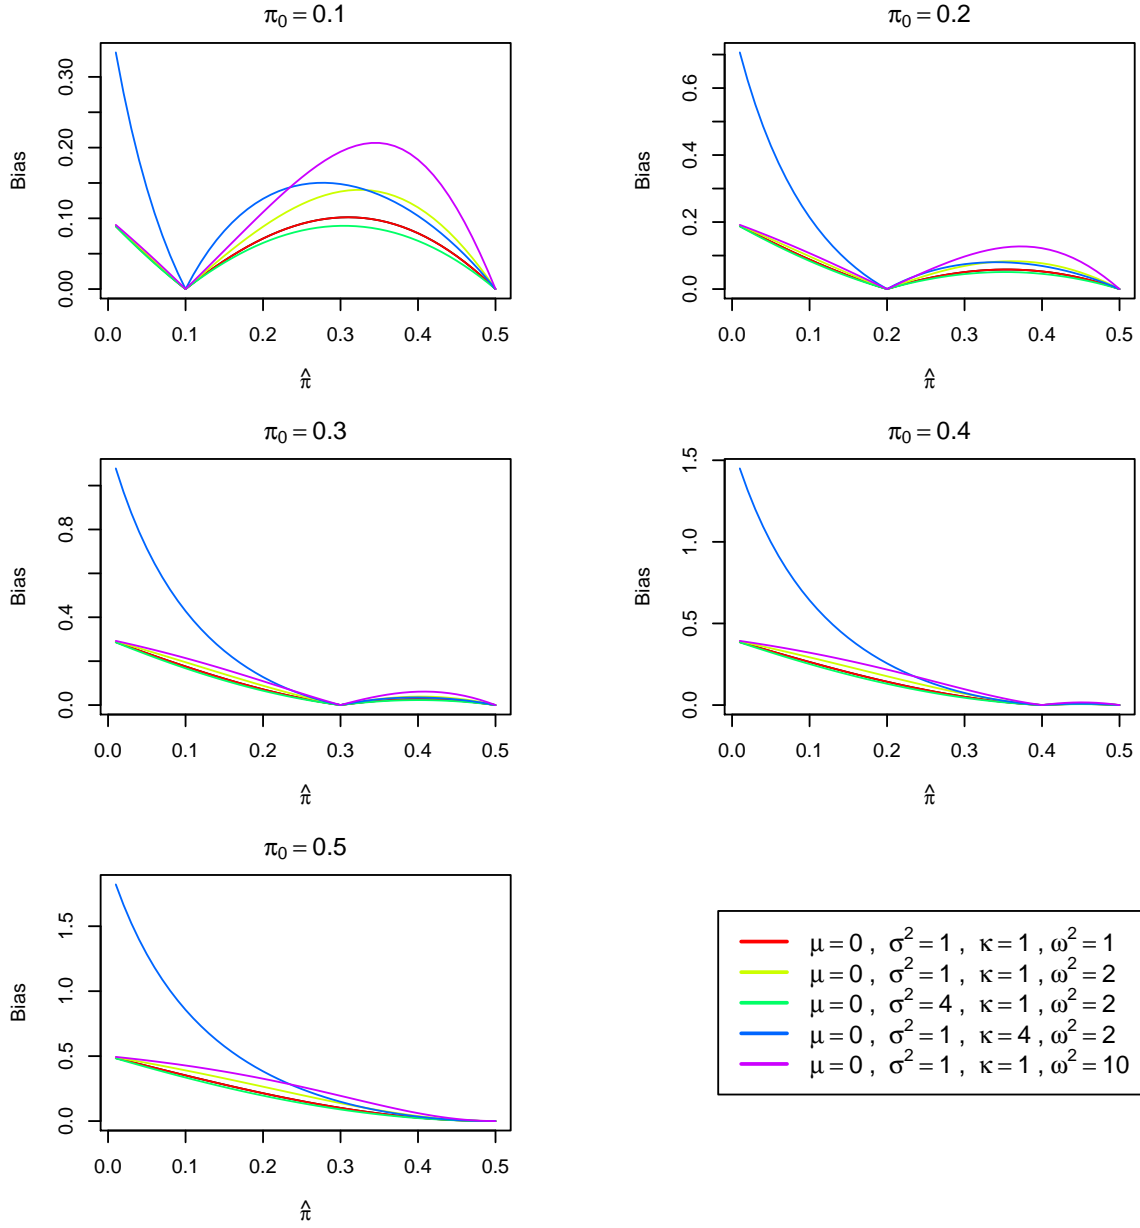 π₀ = 0.1
Bias
0.00 0.10 0.20 0.30
0.0 0.1 0.2 0.3 0.4 0.5
π̂
π₀ = 0.2
Bias
0.0 0.2 0.4 0.6
0.0 0.1 0.2 0.3 0.4 0.5
π̂
π₀ = 0.3
Bias
0.0 0.4 0.8
0.0 0.1 0.2 0.3 0.4 0.5
π̂
π₀ = 0.4
Bias
0.0 0.5 1.0 1.5
0.0 0.1 0.2 0.3 0.4 0.5
π̂
π₀ = 0.5
Bias
0.0 0.5 1.0 1.5
0.0 0.1 0.2 0.3 0.4 0.5
π̂
μ = 0 , σ² = 1 , κ = 1 , ω² = 1
μ = 0 , σ² = 1 , κ = 1 , ω² = 2
μ = 0 , σ² = 4 , κ = 1 , ω² = 2
μ = 0 , σ² = 1 , κ = 4 , ω² = 2
μ = 0 , σ² = 1 , κ = 1 , ω² = 10